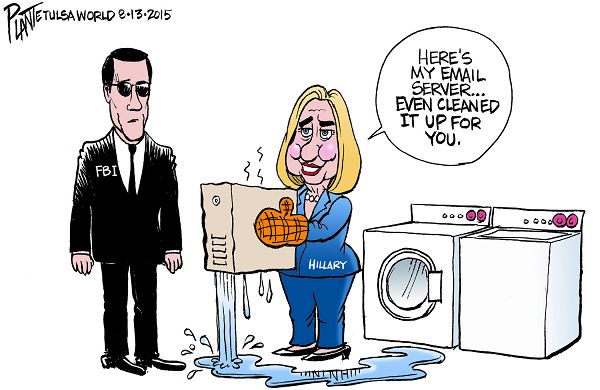 PLANTE TULSA WORLD 8-13-2015
HERE'S
MY EMAIL
SERVER...
EVEN CLEANED
IT UP FOR
YOU.
FBI
HILLARY